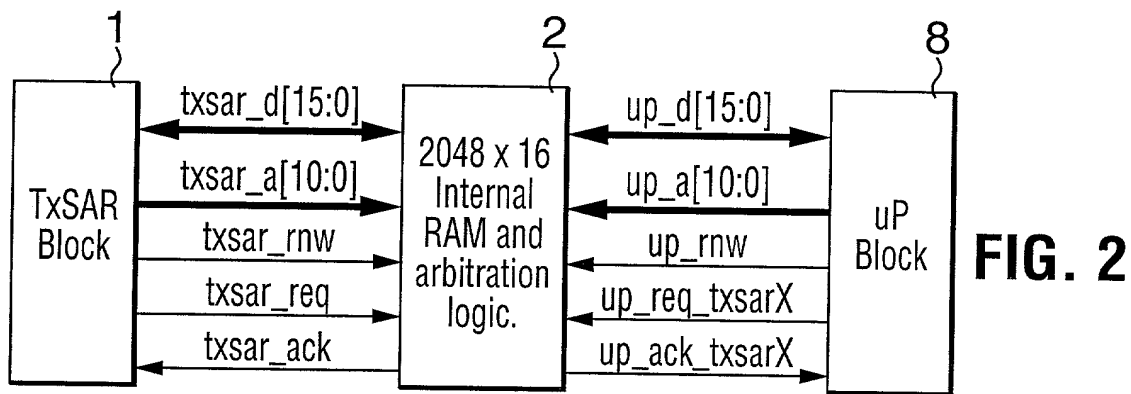 1
2
8
TxSAR
Block
txsar_d[15:0]
txsar_a[10:0]
txsar_rnw
txsar_req
txsar_ack
2048 x 16
Internal
RAM and
arbitration
logic.
up_d[15:0]
up_a[10:0]
up_rnw
up_req_txsarX
up_ack_txsarX
uP
Block
FIG. 2